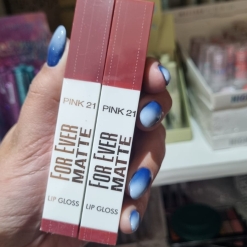 PINK 21
FOR EVER
MATTE
LIP GLOSS
PINK 21
FOR EVER
MATTE
LIP GLOSS